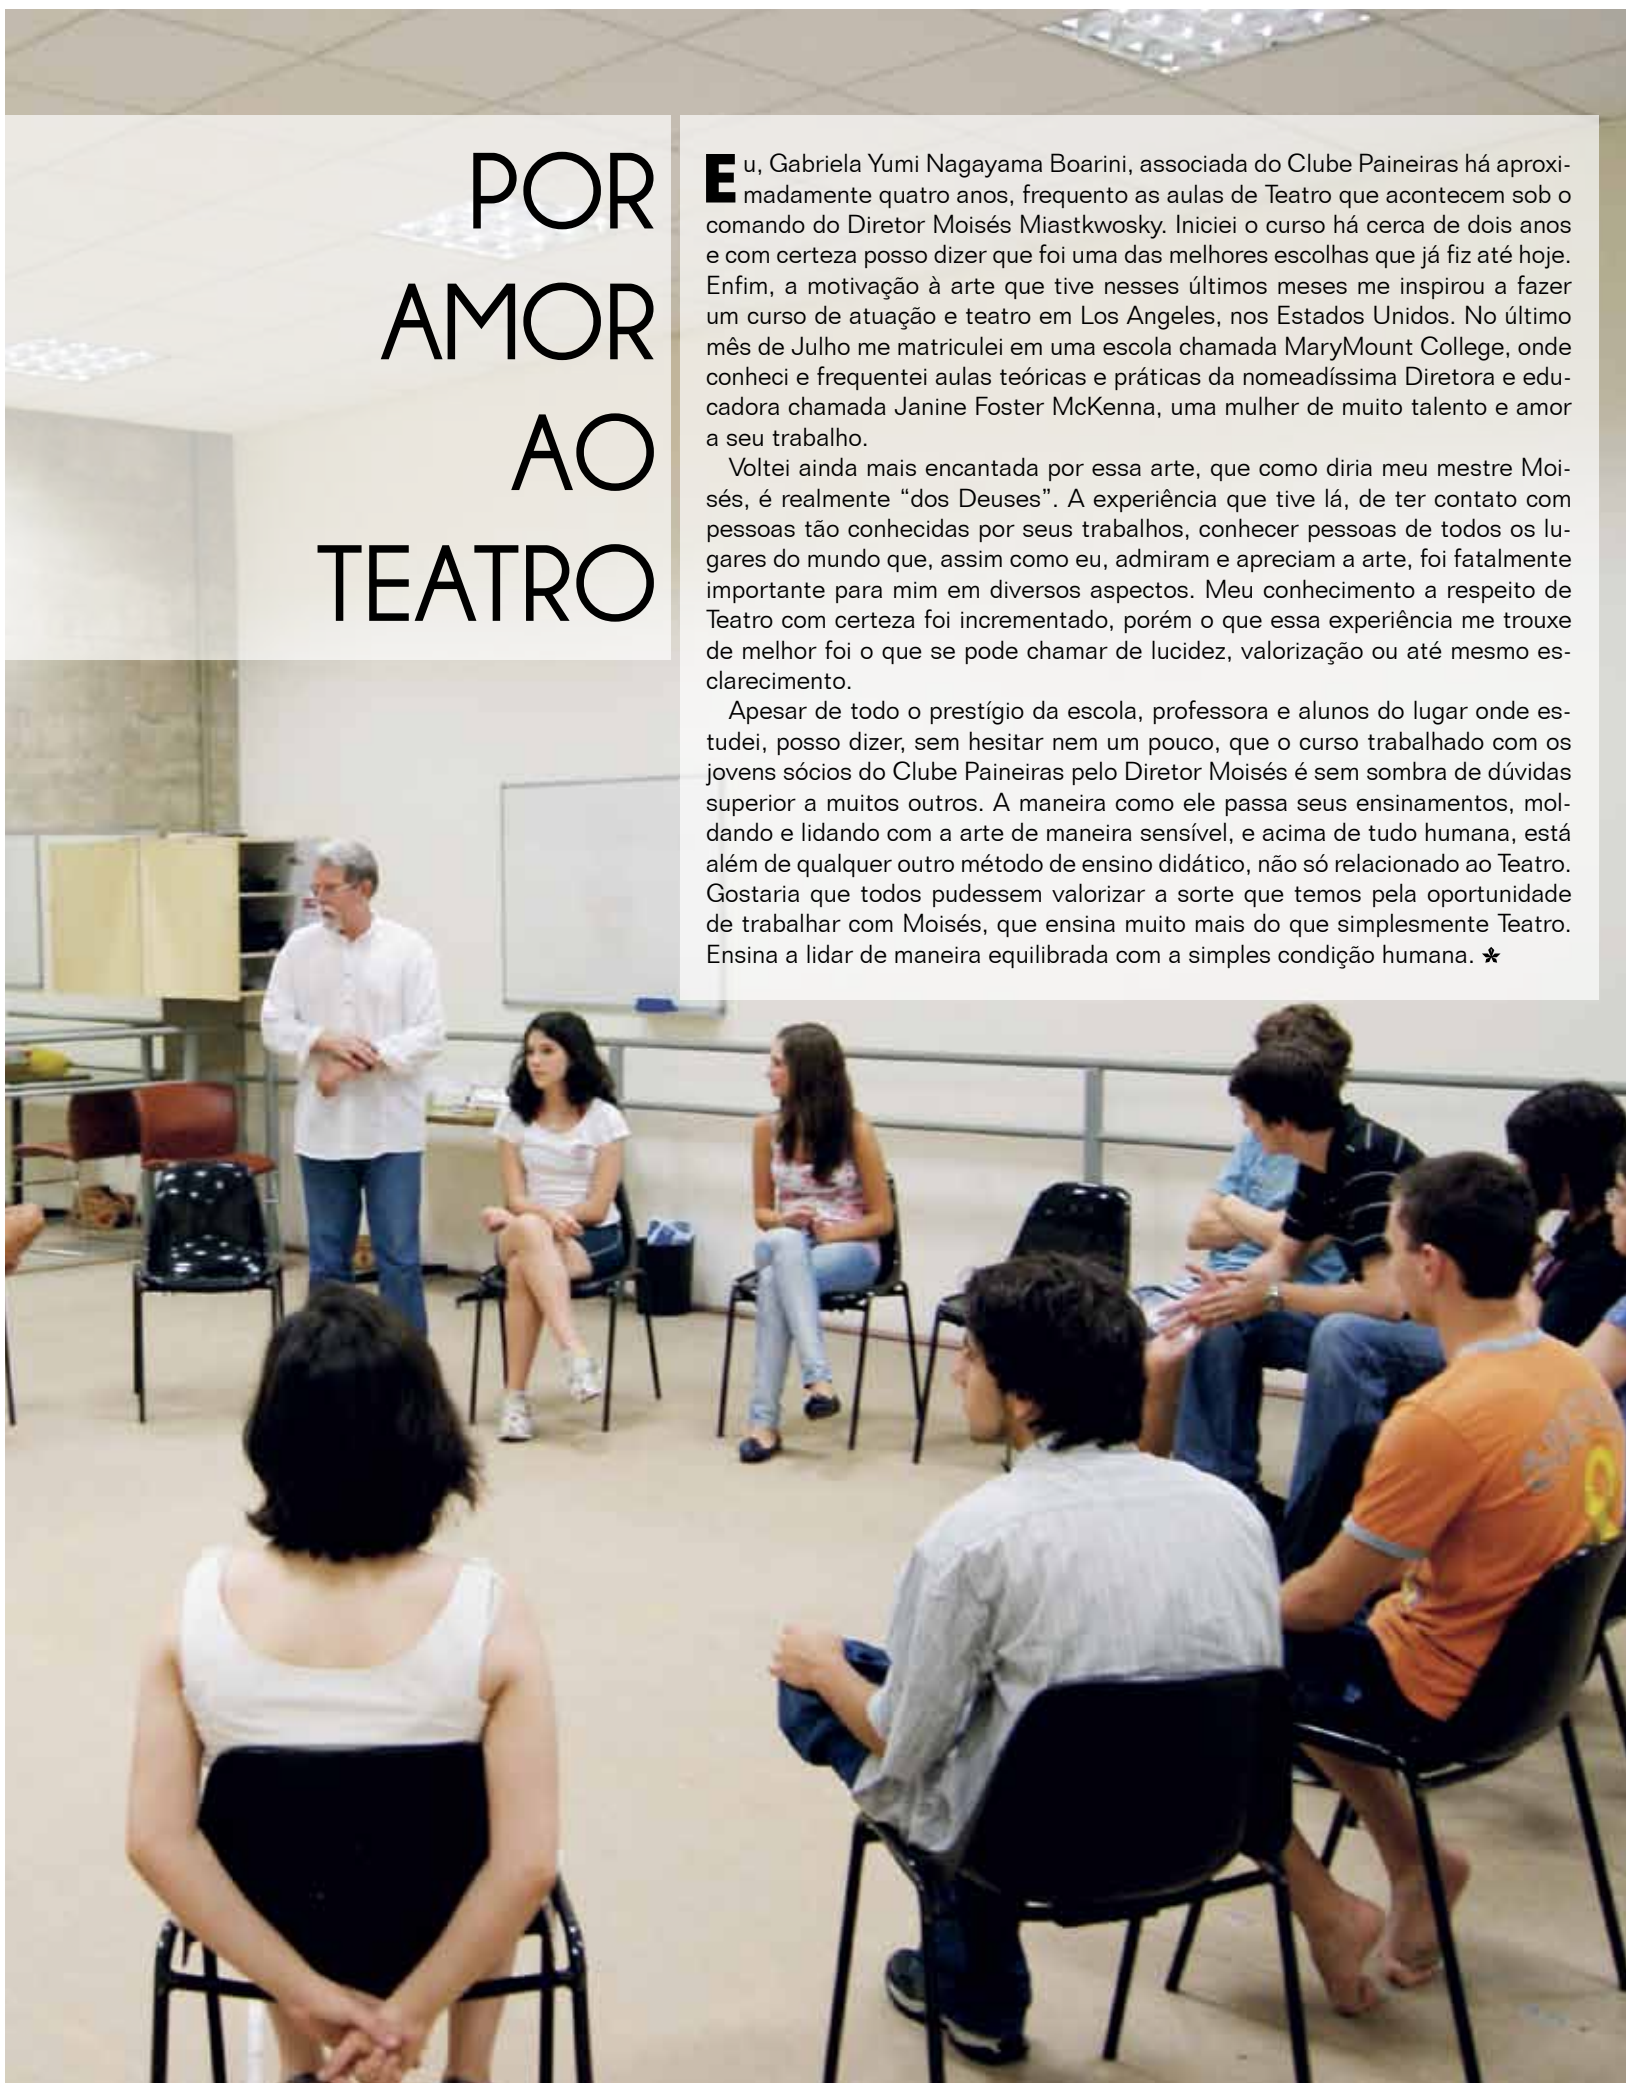 POR
AMOR
AO
TEATRO
Eu, Gabriela Yumi Nagayama Boarini, associada do Clube Paineiras há aproxi-
madamente quatro anos, frequento as aulas de Teatro que acontecem sob o
comando do Diretor Moisés Miastkwosky. Iniciei o curso há cerca de dois anos
e com certeza posso dizer que foi uma das melhores escolhas que já fiz até hoje.
Enfim, a motivação à arte que tive nesses últimos meses me inspirou a fazer
um curso de atuação e teatro em Los Angeles, nos Estados Unidos. No último
mês de Julho me matriculei em uma escola chamada MaryMount College, onde
conheci e frequentei aulas teóricas e práticas da nomeadíssima Diretora e edu-
cadora chamada Janine Foster McKenna, uma mulher de muito talento e amor
a seu trabalho.
Voltei ainda mais encantada por essa arte, que como diria meu mestre Moi-
sés, é realmente “dos Deuses”. A experiência que tive lá, de ter contato com
pessoas tão conhecidas por seus trabalhos, conhecer pessoas de todos os lu-
gares do mundo que, assim como eu, admiram e apreciam a arte, foi fatalmente
importante para mim em diversos aspectos. Meu conhecimento a respeito de
Teatro com certeza foi incrementado, porém o que essa experiência me trouxe
de melhor foi o que se pode chamar de lucidez, valorização ou até mesmo es-
clarecimento.
Apesar de todo o prestígio da escola, professora e alunos do lugar onde es-
tudei, posso dizer, sem hesitar nem um pouco, que o curso trabalhado com os
jovens sócios do Clube Paineiras pelo Diretor Moisés é sem sombra de dúvidas
superior a muitos outros. A maneira como ele passa seus ensinamentos, mol-
dando e lidando com a arte de maneira sensível, e acima de tudo humana, está
além de qualquer outro método de ensino didático, não só relacionado ao Teatro.
Gostaria que todos pudessem valorizar a sorte que temos pela oportunidade
de trabalhar com Moisés, que ensina muito mais do que simplesmente Teatro.
Ensina a lidar de maneira equilibrada com a simples condição humana.